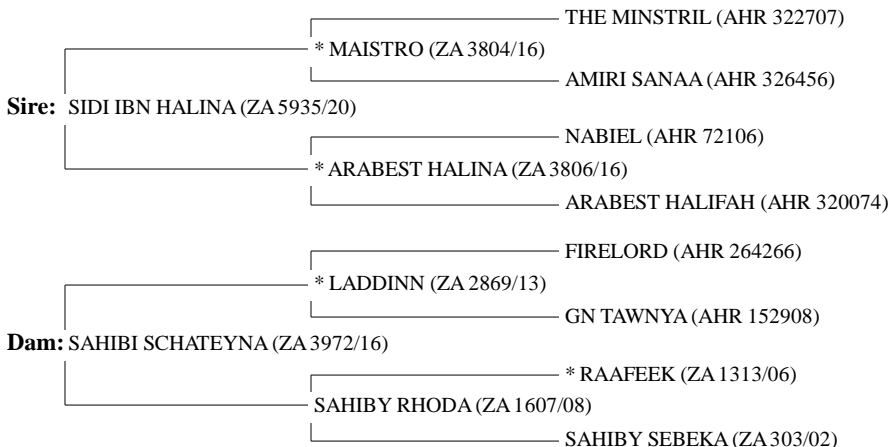 THE MINSTRIL (AHR 322707)
* MAISTRO (ZA 3804/16)
AMIRI SANAA (AHR 326456)
Sire: SIDI IBN HALINA (ZA 5935/20)
NABIEL (AHR 72106)
* ARABEST HALINA (ZA 3806/16)
ARABEST HALIFAH (AHR 320074)
FIRELORD (AHR 264266)
* LADDINN (ZA 2869/13)
GN TAWNYA (AHR 152908)
Dam: SAHIBI SCHATEYNA (ZA 3972/16)
* RAAFEEK (ZA 1313/06)
SAHIBY RHODA (ZA 1607/08)
SAHIBY SEBEKA (ZA 303/02)